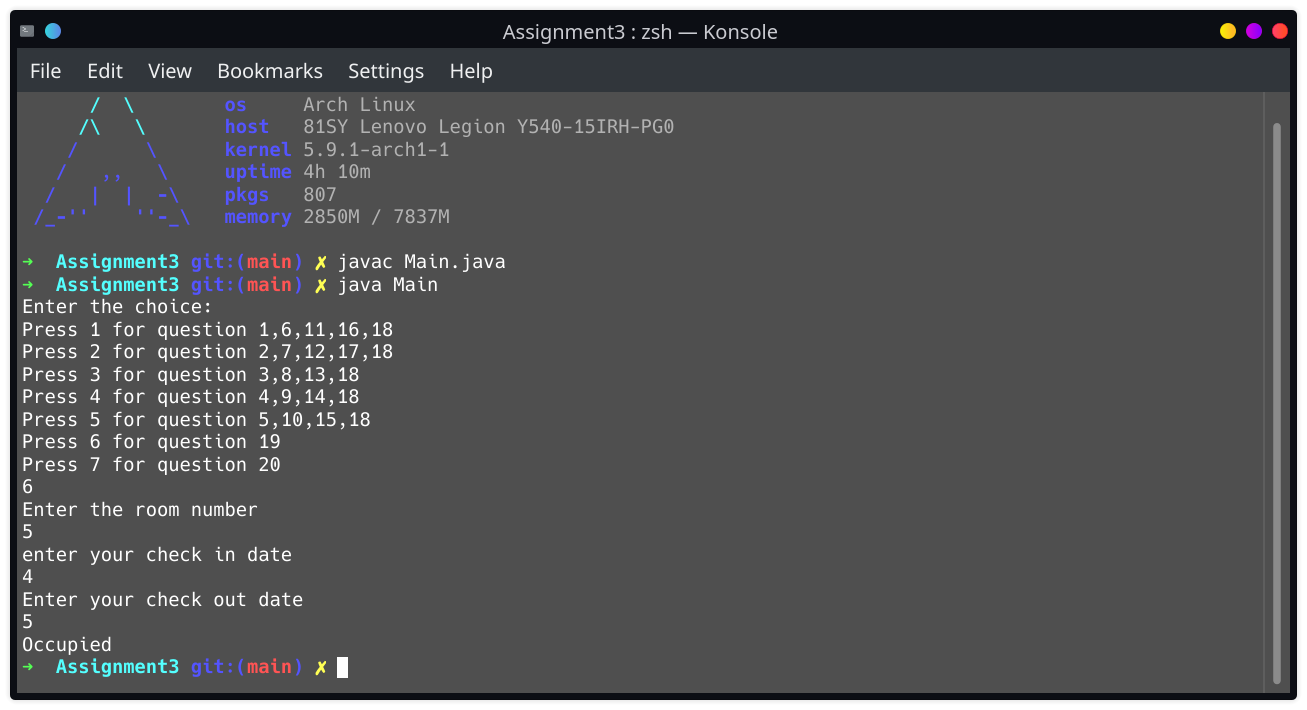 Assignment3 : zsh — Konsole
File Edit View Bookmarks Settings Help
/ \ os Arch Linux
/\ \ host 81SY Lenovo Legion Y540-15IRH-PG0
/ \ kernel 5.9.1-arch1-1
/ ,, \ uptime 4h 10m
/ | | -\ pkgs 807
/_-'' ''-_\ memory 2850M / 7837M
➜ Assignment3 git:(main) ✗ javac Main.java
➜ Assignment3 git:(main) ✗ java Main
Enter the choice:
Press 1 for question 1,6,11,16,18
Press 2 for question 2,7,12,17,18
Press 3 for question 3,8,13,18
Press 4 for question 4,9,14,18
Press 5 for question 5,10,15,18
Press 6 for question 19
Press 7 for question 20
6
Enter the room number
5
enter your check in date
4
Enter your check out date
5
Occupied
➜ Assignment3 git:(main) ✗